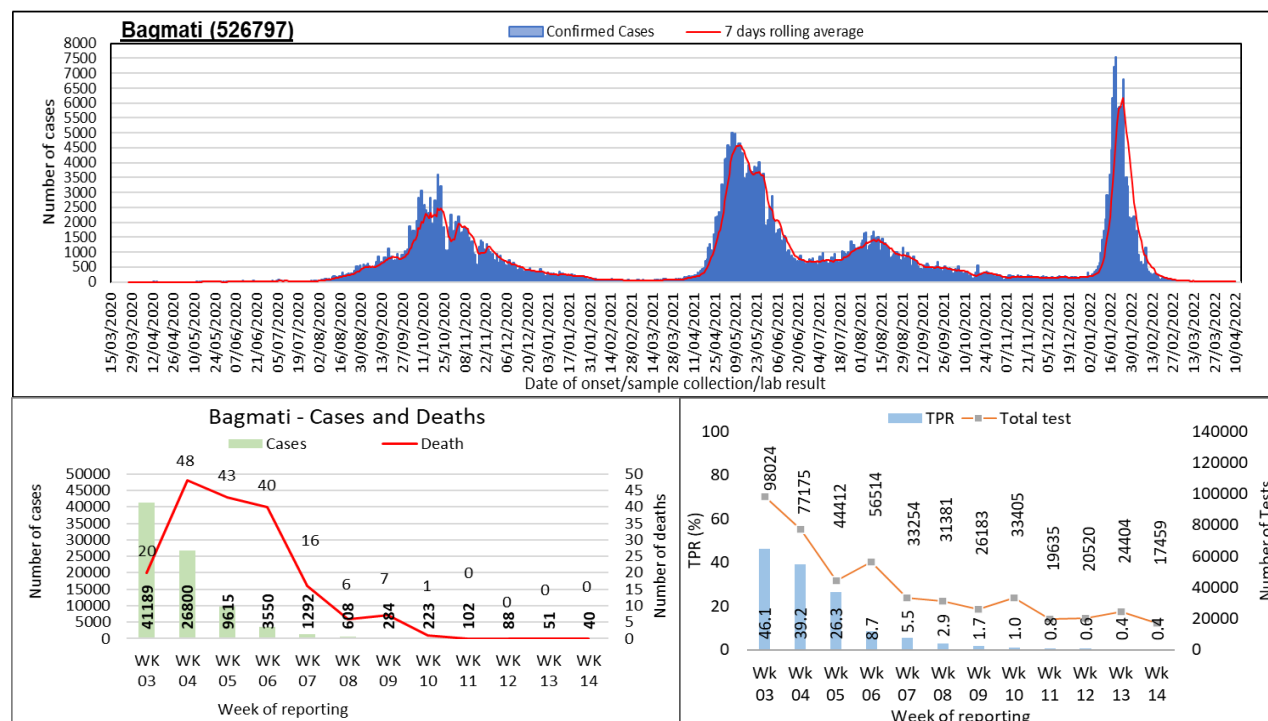 Bagmati (526797)
Confirmed Cases 7 days rolling average
Number of cases
8000
7500
7000
6500
6000
5500
5000
4500
4000
3500
3000
2500
2000
1500
1000
500
0
15/03/2020 29/03/2020 12/04/2020 26/04/2020 10/05/2020 24/05/2020 07/06/2020 21/06/2020 05/07/2020 19/07/2020 02/08/2020 16/08/2020 30/08/2020 13/09/2020 27/09/2020 11/10/2020 25/10/2020 08/11/2020 22/11/2020 06/12/2020 20/12/2020 03/01/2021 17/01/2021 31/01/2021 14/02/2021 28/02/2021 14/03/2021 28/03/2021 11/04/2021 25/04/2021 09/05/2021 23/05/2021 06/06/2021 20/06/2021 04/07/2021 18/07/2021 01/08/2021 15/08/2021 29/08/2021 12/09/2021 26/09/2021 10/10/2021 24/10/2021 07/11/2021 21/11/2021 05/12/2021 19/12/2021 02/01/2022 16/01/2022 30/01/2022 13/02/2022 27/02/2022 13/03/2022 27/03/2022 10/04/2022
Date of onset/sample collection/lab result
Bagmati - Cases and Deaths
Cases Death
Number of cases
50000
45000
40000
35000
30000
25000
20000
15000
10000
5000
0
20 48 43 40 16 6 7 1 0 0 0 0
41189 26800 9615 3550 1292 608 284 223 102 88 51 40
50
45
40
35
30
25
20
15
10
5
0
Number of deaths
WK WK WK WK WK WK WK WK WK WK WK WK
03 04 05 06 07 08 09 10 11 12 13 14
Week of reporting
TPR Total test
TPR (%)
100
80
60
40
20
0
98024 77175 44412 56514 33254 31381 26183 33405 19635 20520 24404 17459
46.1 39.2 26.3 8.7 5.5 2.9 1.7 1.0 0.8 0.6 0.4 0.4
140000
120000
100000
80000
60000
40000
20000
0
Number of Tests
Wk Wk Wk Wk Wk Wk Wk Wk Wk Wk Wk Wk
03 04 05 06 07 08 09 10 11 12 13 14
Week of reporting